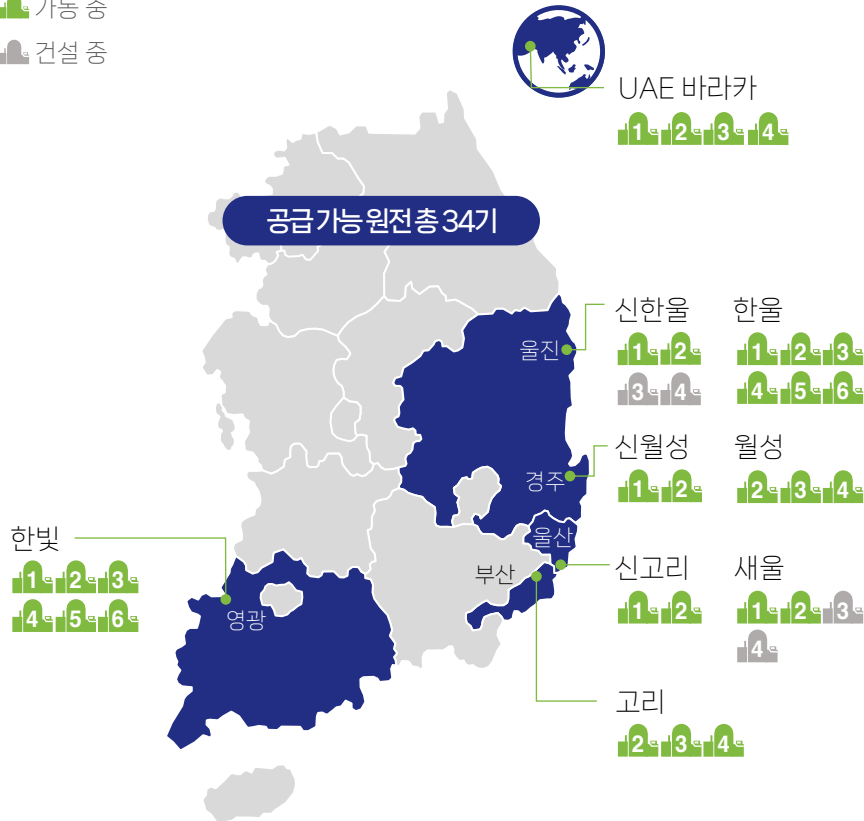 가동 중
건설 중
UAE 바라카
1 2 3 4
공급 가능 원전 총 34기
신한울
1 2
3 4
한울
1 2 3
4 5 6
울진
신월성
1 2
월성
2 3 4
경주
한빛
1 2 3
4 5 6
영광
울산
부산
신고리
1 2
새울
1 2 3
4
고리
2 3 4